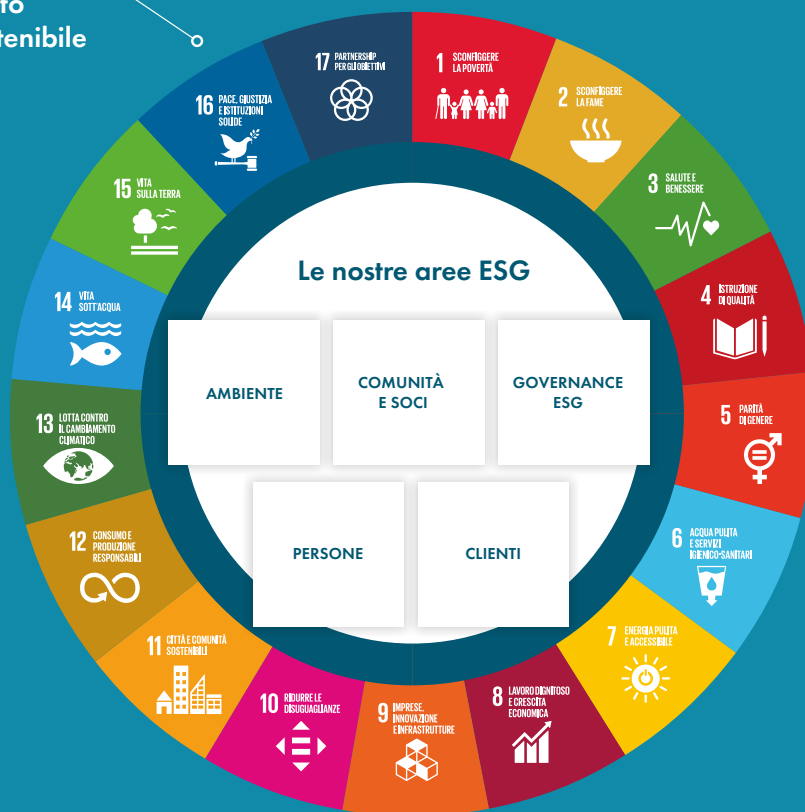 to
tenibile
17 PARTNERSHIP
PER GLI OBIETTIVI
1 SCONFIGGERE
LA POVERTÀ
2 SCONFIGGERE
LA FAME
3 SALUTE E
BENESSERE
4 ISTRUZIONE
DI QUALITÀ
5 PARITÀ
DI GENERE
6 ACQUA PULITA
E SERVIZI
IGIENICO-SANITARI
7 ENERGIA PULITA
E ACCESSIBILE
8 LAVORO DIGNITOSO
E CRESCITA
ECONOMICA
9 IMPRESE,
INNOVAZIONE
E INFRASTRUTTURE
10 RIDURRE LE
DISUGUAGLIANZE
11 CITTÀ E COMUNITÀ
SOSTENIBILI
12 CONSUMO E
PRODUZIONE
RESPONSABILI
13 LOTTA CONTRO
IL CAMBIAMENTO
CLIMATICO
14 VITA
SOTT'ACQUA
15 VITA
SULLA TERRA
16 PACE, GIUSTIZIA
E ISTITUZIONI
SOLIDE
Le nostre aree ESG
AMBIENTE
COMUNITÀ
E SOCI
GOVERNANCE
ESG
PERSONE
CLIENTI